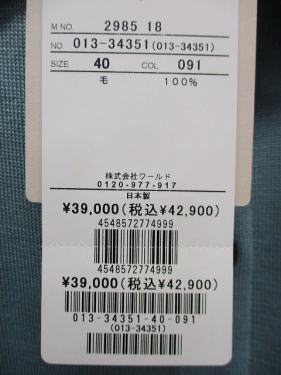 M NO. 2985 18
NO. 013-34351 (013-34351)
SIZE 40 COL 091
毛 100%
株式会社ワールド
0120-977-917
日本製
¥39,000(税込¥42,900)
4548572774999
4548572774999
¥39,000(税込¥42,900)
013-34351-40-091
(013-34351)